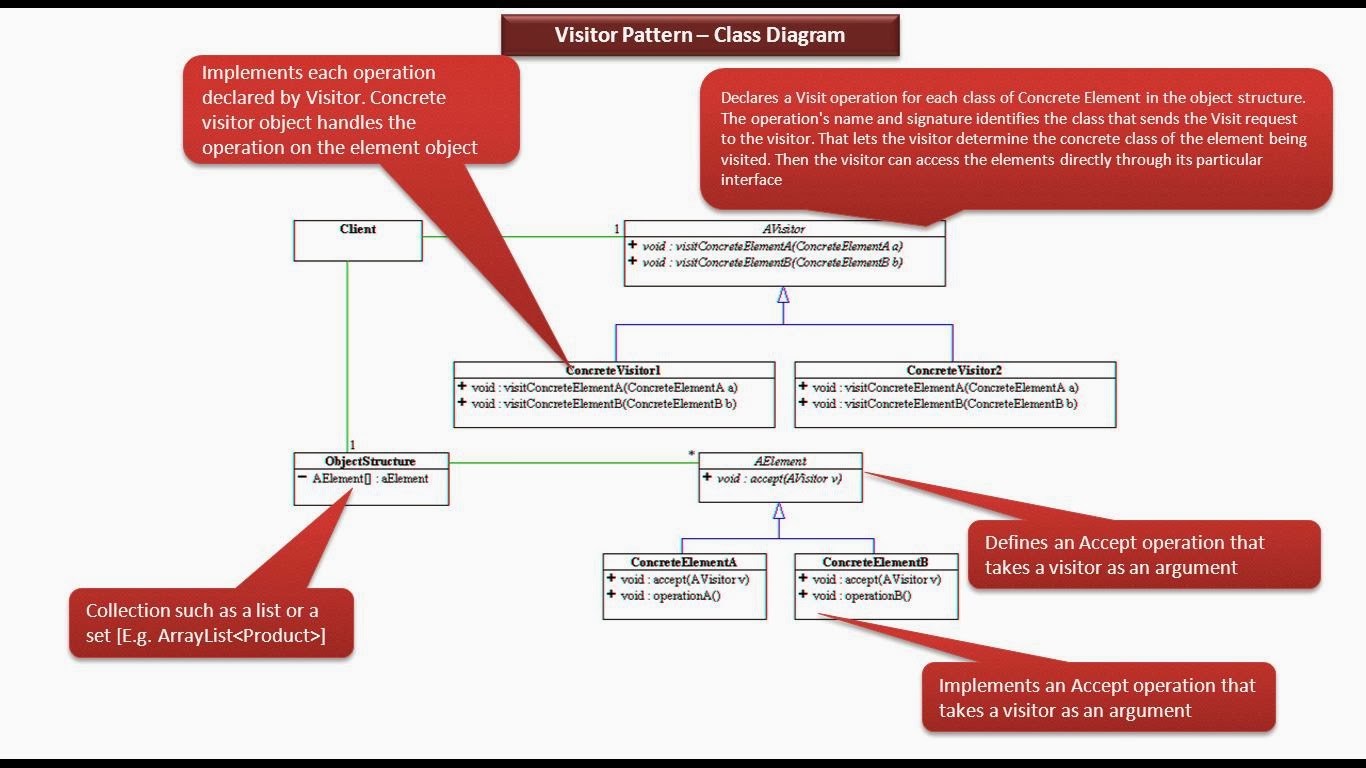 Visitor Pattern – Class Diagram
Implements each operation
declared by Visitor. Concrete
visitor object handles the
operation on the element object
Declares a Visit operation for each class of Concrete Element in the object structure.
The operation's name and signature identifies the class that sends the Visit request
to the visitor. That lets the visitor determine the concrete class of the element being
visited. Then the visitor can access the elements directly through its particular
interface
Client
1
AVisitor
+ void : visitConcreteElementA(ConcreteElementA a)
+ void : visitConcreteElementB(ConcreteElementB b)
ConcreteVisitor1
+ void : visitConcreteElementA(ConcreteElementA a)
+ void : visitConcreteElementB(ConcreteElementB b)
ConcreteVisitor2
+ void : visitConcreteElementA(ConcreteElementA a)
+ void : visitConcreteElementB(ConcreteElementB b)
1
ObjectStructure
− AElement[] : aElement
*
AElement
+ void : accept(AVisitor v)
Defines an Accept operation that
takes a visitor as an argument
ConcreteElementA
+ void : accept(AVisitor v)
+ void : operationA()
ConcreteElementB
+ void : accept(AVisitor v)
+ void : operationB()
Collection such as a list or a
set [E.g. ArrayList<Product>]
Implements an Accept operation that
takes a visitor as an argument